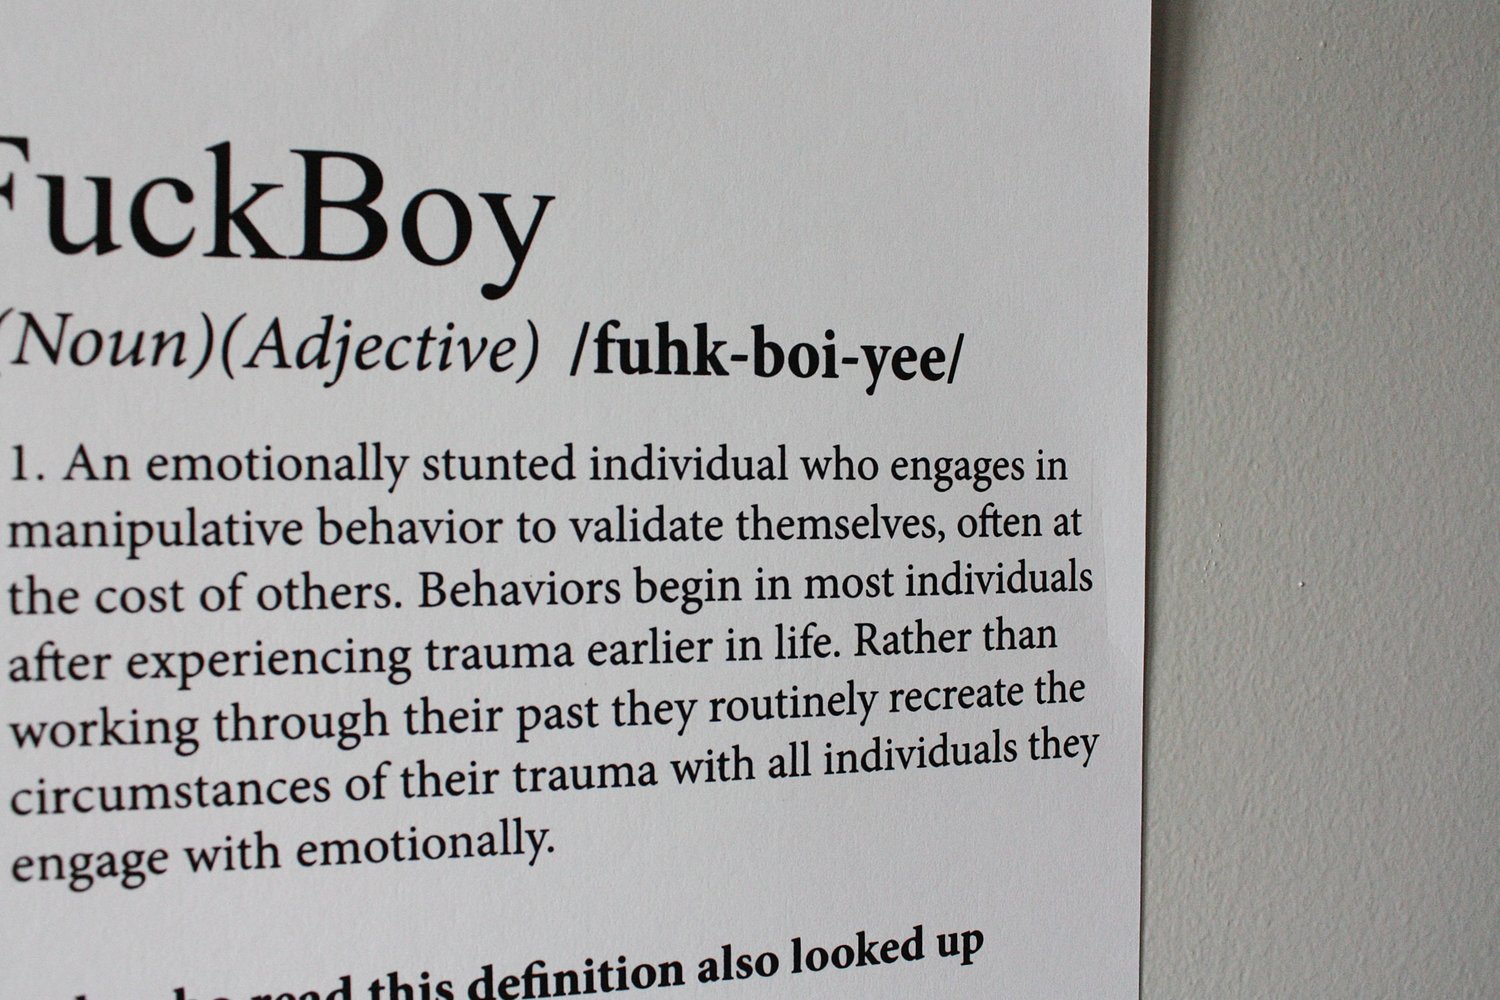 FuckBoy
(Noun)(Adjective) /fuhk-boi-yee/
1. An emotionally stunted individual who engages in
manipulative behavior to validate themselves, often at
the cost of others. Behaviors begin in most individuals
after experiencing trauma earlier in life. Rather than
working through their past they routinely recreate the
circumstances of their trauma with all individuals they
engage with emotionally.
read this definition also looked up